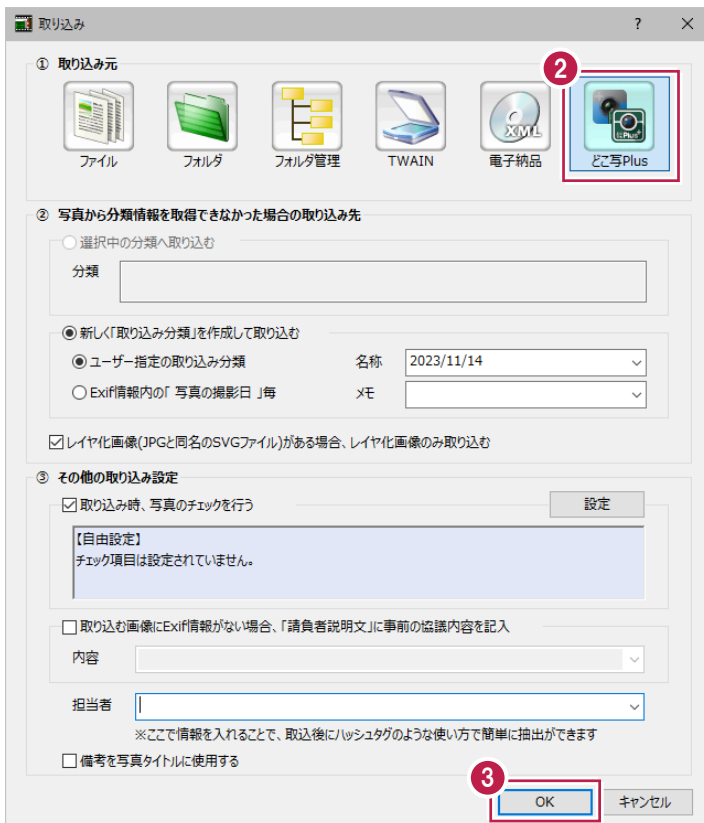 取り込み
? ×
① 取り込み元
2
ファイル
フォルダ
フォルダ管理
TWAIN
XML
電子納品
Plus
どこ写Plus
② 写真から分類情報を取得できなかった場合の取り込み先
選択中の分類へ取り込む
分類
新しく「取り込み分類」を作成して取り込む
ユーザー指定の取り込み分類 名称 2023/11/14
Exif情報内の「 写真の撮影日 」毎 メモ
レイヤ化画像(JPGと同名のSVGファイル)がある場合、レイヤ化画像のみ取り込む
③ その他の取り込み設定
取り込み時、写真のチェックを行う 設定
【自由設定】
チェック項目は設定されていません。
取り込む画像にExif情報がない場合、「請負者説明文」に事前の協議内容を記入
内容
担当者
※ここで情報を入れることで、取込後にハッシュタグのような使い方で簡単に抽出ができます
備考を写真タイトルに使用する
3
OK キャンセル